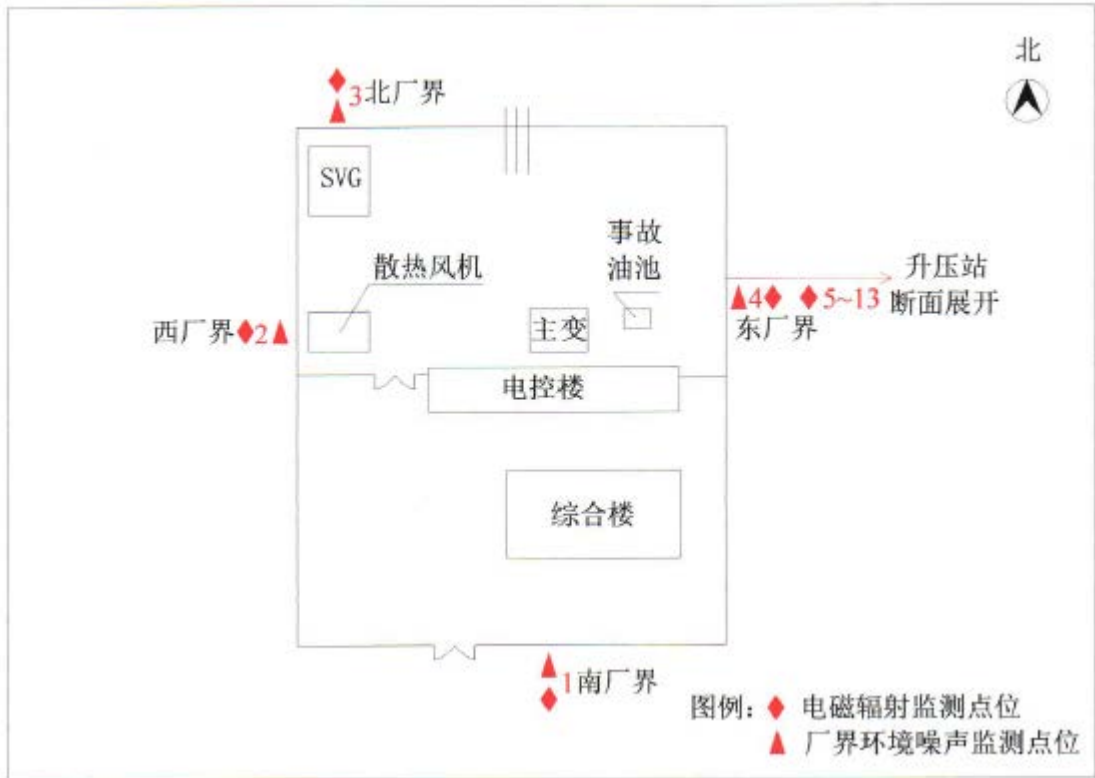 北
3北厂界
SVG
事故
油池
散热风机
升压站
断面展开
4
5~13
东厂界
西厂界
2
主变
电控楼
综合楼
1南厂界
图例：
电磁辐射监测点位
厂界环境噪声监测点位